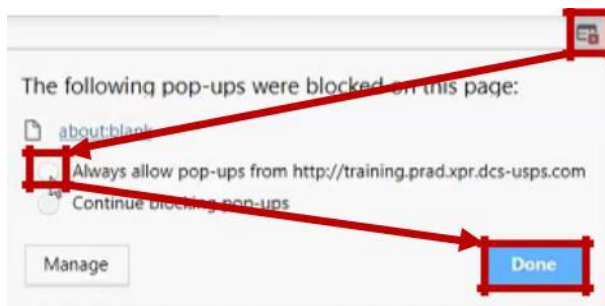 The following pop-ups were blocked on this page:
about:blank
Always allow pop-ups from http://training.prad.xpr.dcs-usps.com
Continue blocking pop-ups
Manage
Done